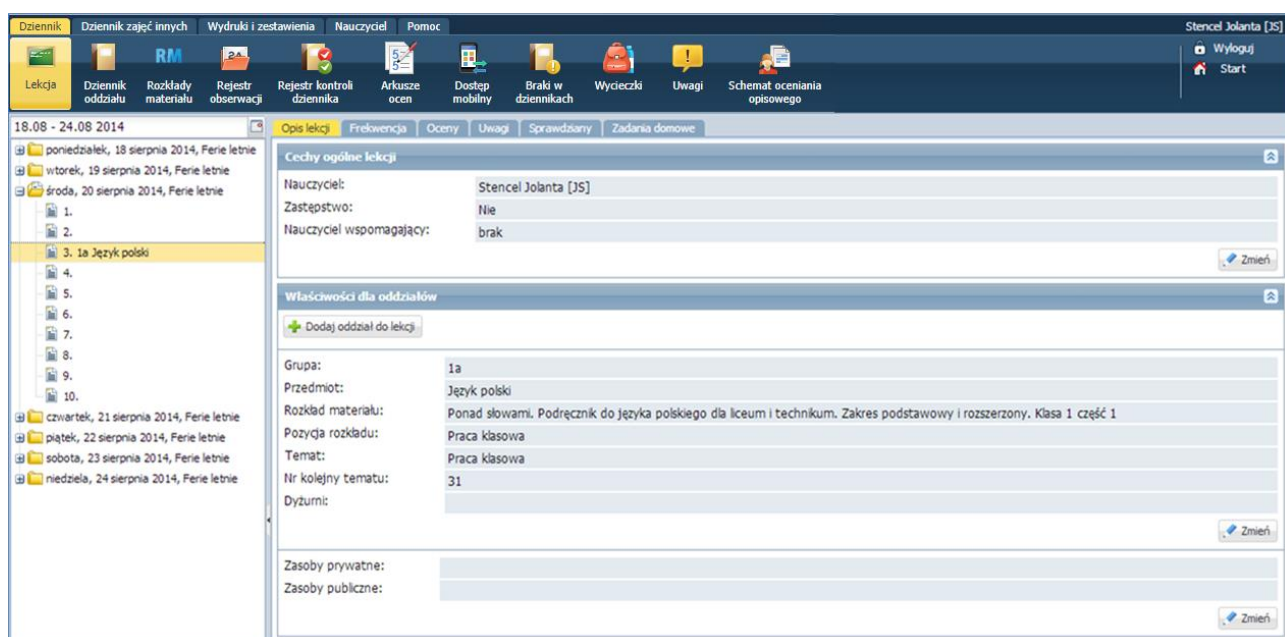 Dziennik Dziennik zajęć innych Wydruki i zestawienia Nauczyciel Pomoc Stencel Jolanta [JS]
Lekcja
Dziennik oddziału
RM Rozkłady materiału
Rejestr obserwacji
Rejestr kontroli dziennika
Arkusze ocen
Dostęp mobilny
Braki w dziennikach
Wycieczki
Uwagi
Schemat oceniania opisowego
Wyloguj
Start
18.08 - 24.08 2014
poniedziałek, 18 sierpnia 2014, Ferie letnie
wtorek, 19 sierpnia 2014, Ferie letnie
środa, 20 sierpnia 2014, Ferie letnie
1.
2.
3. 1a Język polski
4.
5.
6.
7.
8.
9.
10.
czwartek, 21 sierpnia 2014, Ferie letnie
piątek, 22 sierpnia 2014, Ferie letnie
sobota, 23 sierpnia 2014, Ferie letnie
niedziela, 24 sierpnia 2014, Ferie letnie
Opis lekcji Frekwencja Oceny Uwagi Sprawdziany Zadania domowe
Cechy ogólne lekcji
Nauczyciel: Stencel Jolanta [JS]
Zastępstwo: Nie
Nauczyciel wspomagający: brak
Zmień
Właściwości dla oddziałów
Dodaj oddział do lekcji
Grupa: 1a
Przedmiot: Język polski
Rozkład materiału: Ponad słowami. Podręcznik do języka polskiego dla liceum i technikum. Zakres podstawowy i rozszerzony. Klasa 1 część 1
Pozycja rozkładu: Praca klasowa
Temat: Praca klasowa
Nr kolejny tematu: 31
Dyżurni:
Zmień
Zasoby prywatne:
Zasoby publiczne:
Zmień